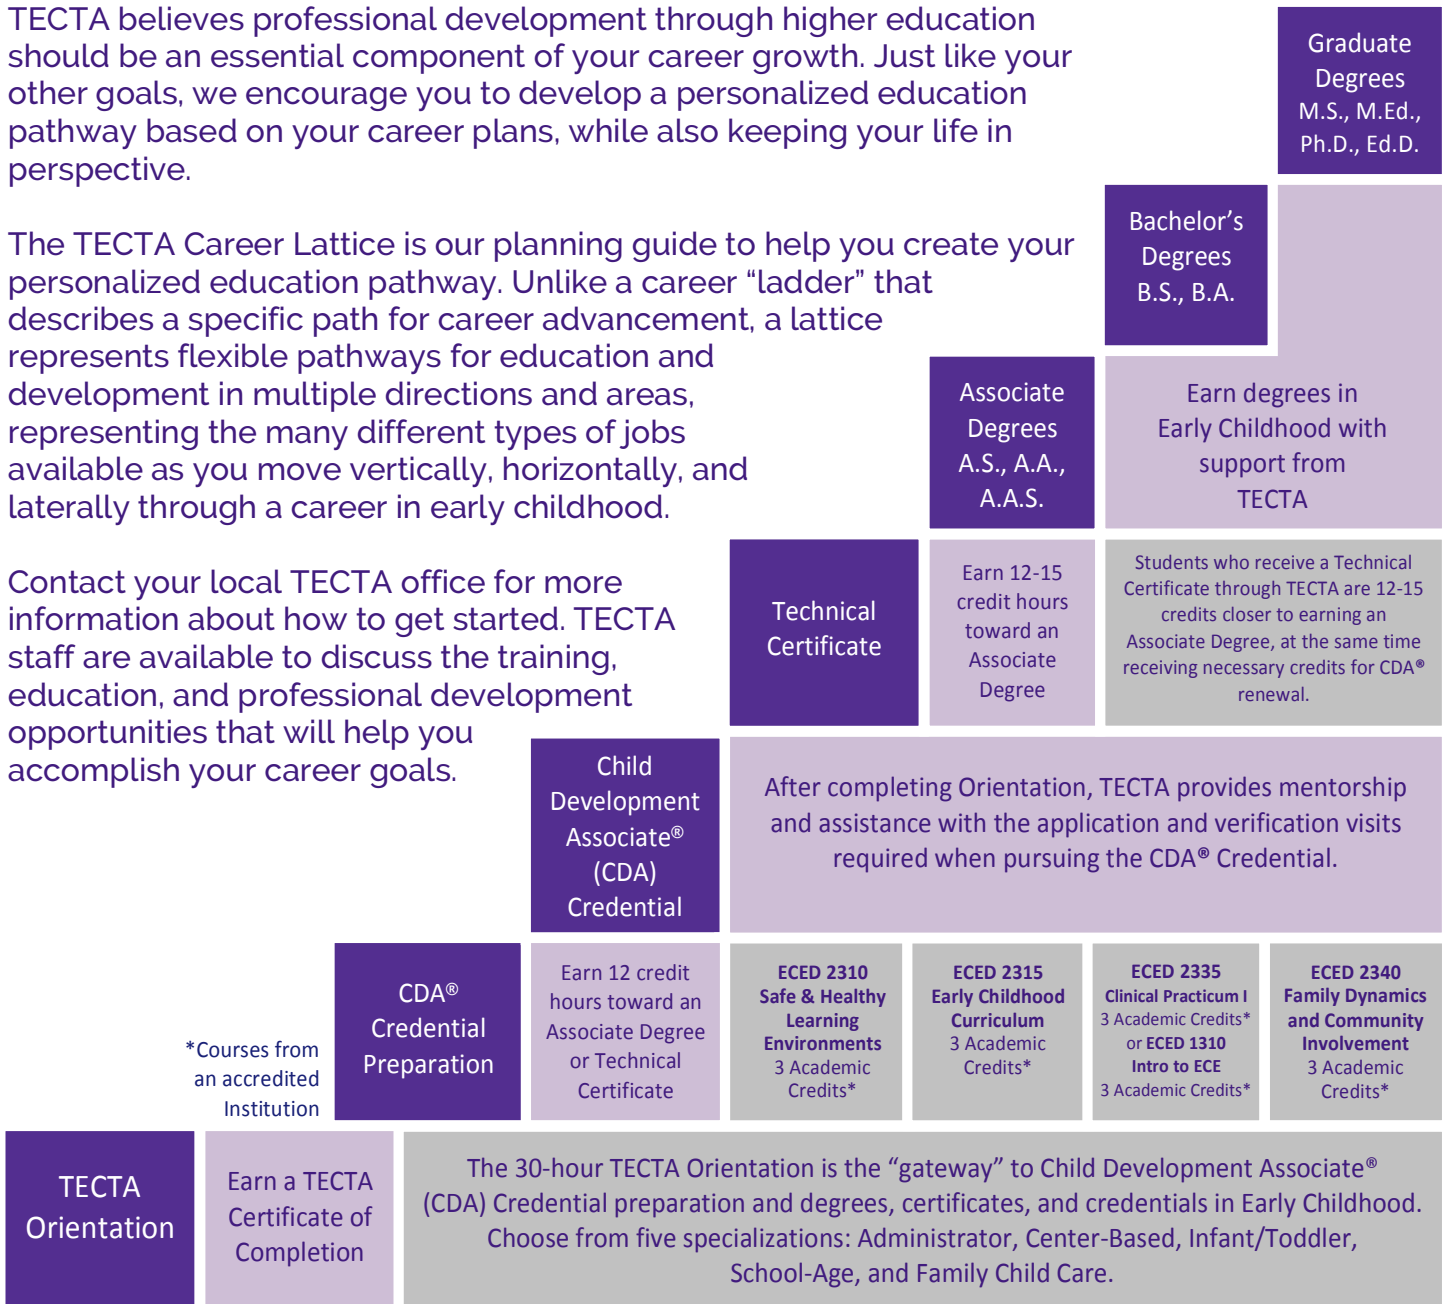 TECTA believes professional development through higher education
should be an essential component of your career growth. Just like your
other goals, we encourage you to develop a personalized education
pathway based on your career plans, while also keeping your life in
perspective.
The TECTA Career Lattice is our planning guide to help you create your
personalized education pathway. Unlike a career “ladder” that
describes a specific path for career advancement, a lattice
represents flexible pathways for education and
development in multiple directions and areas,
representing the many different types of jobs
available as you move vertically, horizontally, and
laterally through a career in early childhood.
Contact your local TECTA office for more
information about how to get started. TECTA
staff are available to discuss the training,
education, and professional development
opportunities that will help you
accomplish your career goals.
Graduate
Degrees
M.S., M.Ed.,
Ph.D., Ed.D.
Bachelor’s
Degrees
B.S., B.A.
Associate
Degrees
A.S., A.A.,
A.A.S.
Earn degrees in
Early Childhood with
support from
TECTA
Technical
Certificate
Earn 12-15
credit hours
toward an
Associate
Degree
Students who receive a Technical
Certificate through TECTA are 12-15
credits closer to earning an
Associate Degree, at the same time
receiving necessary credits for CDA®
renewal.
Child
Development
Associate®
(CDA)
Credential
After completing Orientation, TECTA provides mentorship
and assistance with the application and verification visits
required when pursuing the CDA® Credential.
*Courses from
an accredited
Institution
CDA®
Credential
Preparation
Earn 12 credit
hours toward an
Associate Degree
or Technical
Certificate
ECED 2310
Safe & Healthy
Learning
Environments
3 Academic
Credits*
ECED 2315
Early Childhood
Curriculum
3 Academic
Credits*
ECED 2335
Clinical Practicum I
3 Academic Credits*
or ECED 1310
Intro to ECE
3 Academic Credits*
ECED 2340
Family Dynamics
and Community
Involvement
3 Academic
Credits*
TECTA
Orientation
Earn a TECTA
Certificate of
Completion
The 30-hour TECTA Orientation is the “gateway” to Child Development Associate®
(CDA) Credential preparation and degrees, certificates, and credentials in Early Childhood.
Choose from five specializations: Administrator, Center-Based, Infant/Toddler,
School-Age, and Family Child Care.